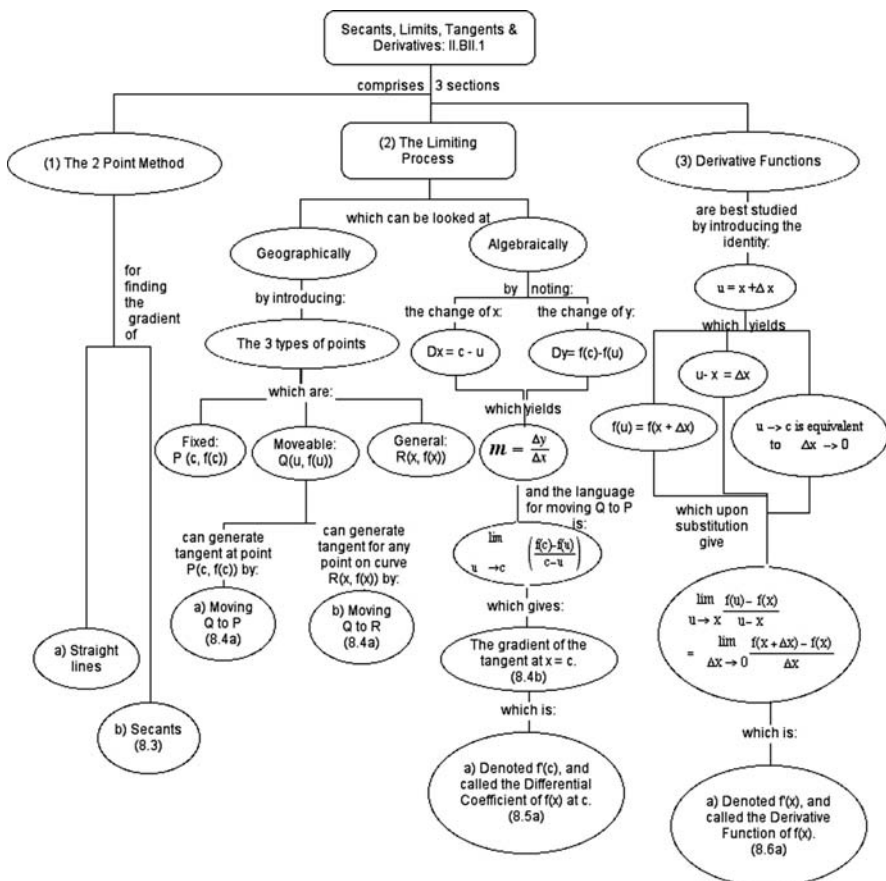 Secants, Limits, Tangents &
Derivatives: II.BII.1
comprises 3 sections
(1) The 2 Point Method
(2) The Limiting
Process
(3) Derivative Functions
which can be looked at
are best studied
by introducing the
identity:
Geographically
Algebraically
for
finding
the
gradient
of
by introducing:
by noting:
u = x + Δ x
the change of x:
the change of y:
which yields
The 3 types of points
Dx = c - u
Dy= f(c)-f(u)
u- x = Δx
which are:
which yields
f(u) = f(x + Δx)
u → c is equivalent
to Δx → 0
Fixed:
P (c, f(c))
Moveable:
Q(u, f(u))
General:
R(x, f(x))
m = Δy
Δx
and the language
for moving Q to P
is:
which upon
substitution
give
can generate
tangent at point
P(c, f(c)) by:
can generate
tangent for any
point on curve
R(x, f(x)) by:
lim
u → c
( f(c)-f(u)
c-u )
a) Moving
Q to P
(8.4a)
b) Moving
Q to R
(8.4a)
which gives:
lim f(u) - f(x)
u → x u - x
= lim f(x + Δx) - f(x)
Δx → 0 Δx
a) Straight
lines
The gradient of the
tangent at x = c.
(8.4b)
b) Secants
(8.3)
which is:
which is:
a) Denoted f'(c), and
called the Differential
Coefficient of f(x) at c.
(8.5a)
a) Denoted f'(x), and
called the Derivative
Function of f(x).
(8.6a)